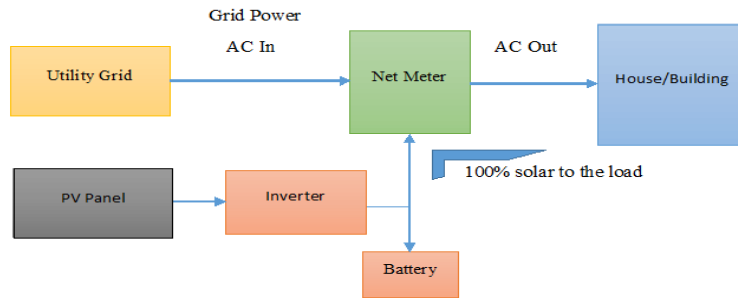 Grid Power
AC In
AC Out
Utility Grid
Net Meter
House/Building
100% solar to the load
PV Panel
Inverter
Battery